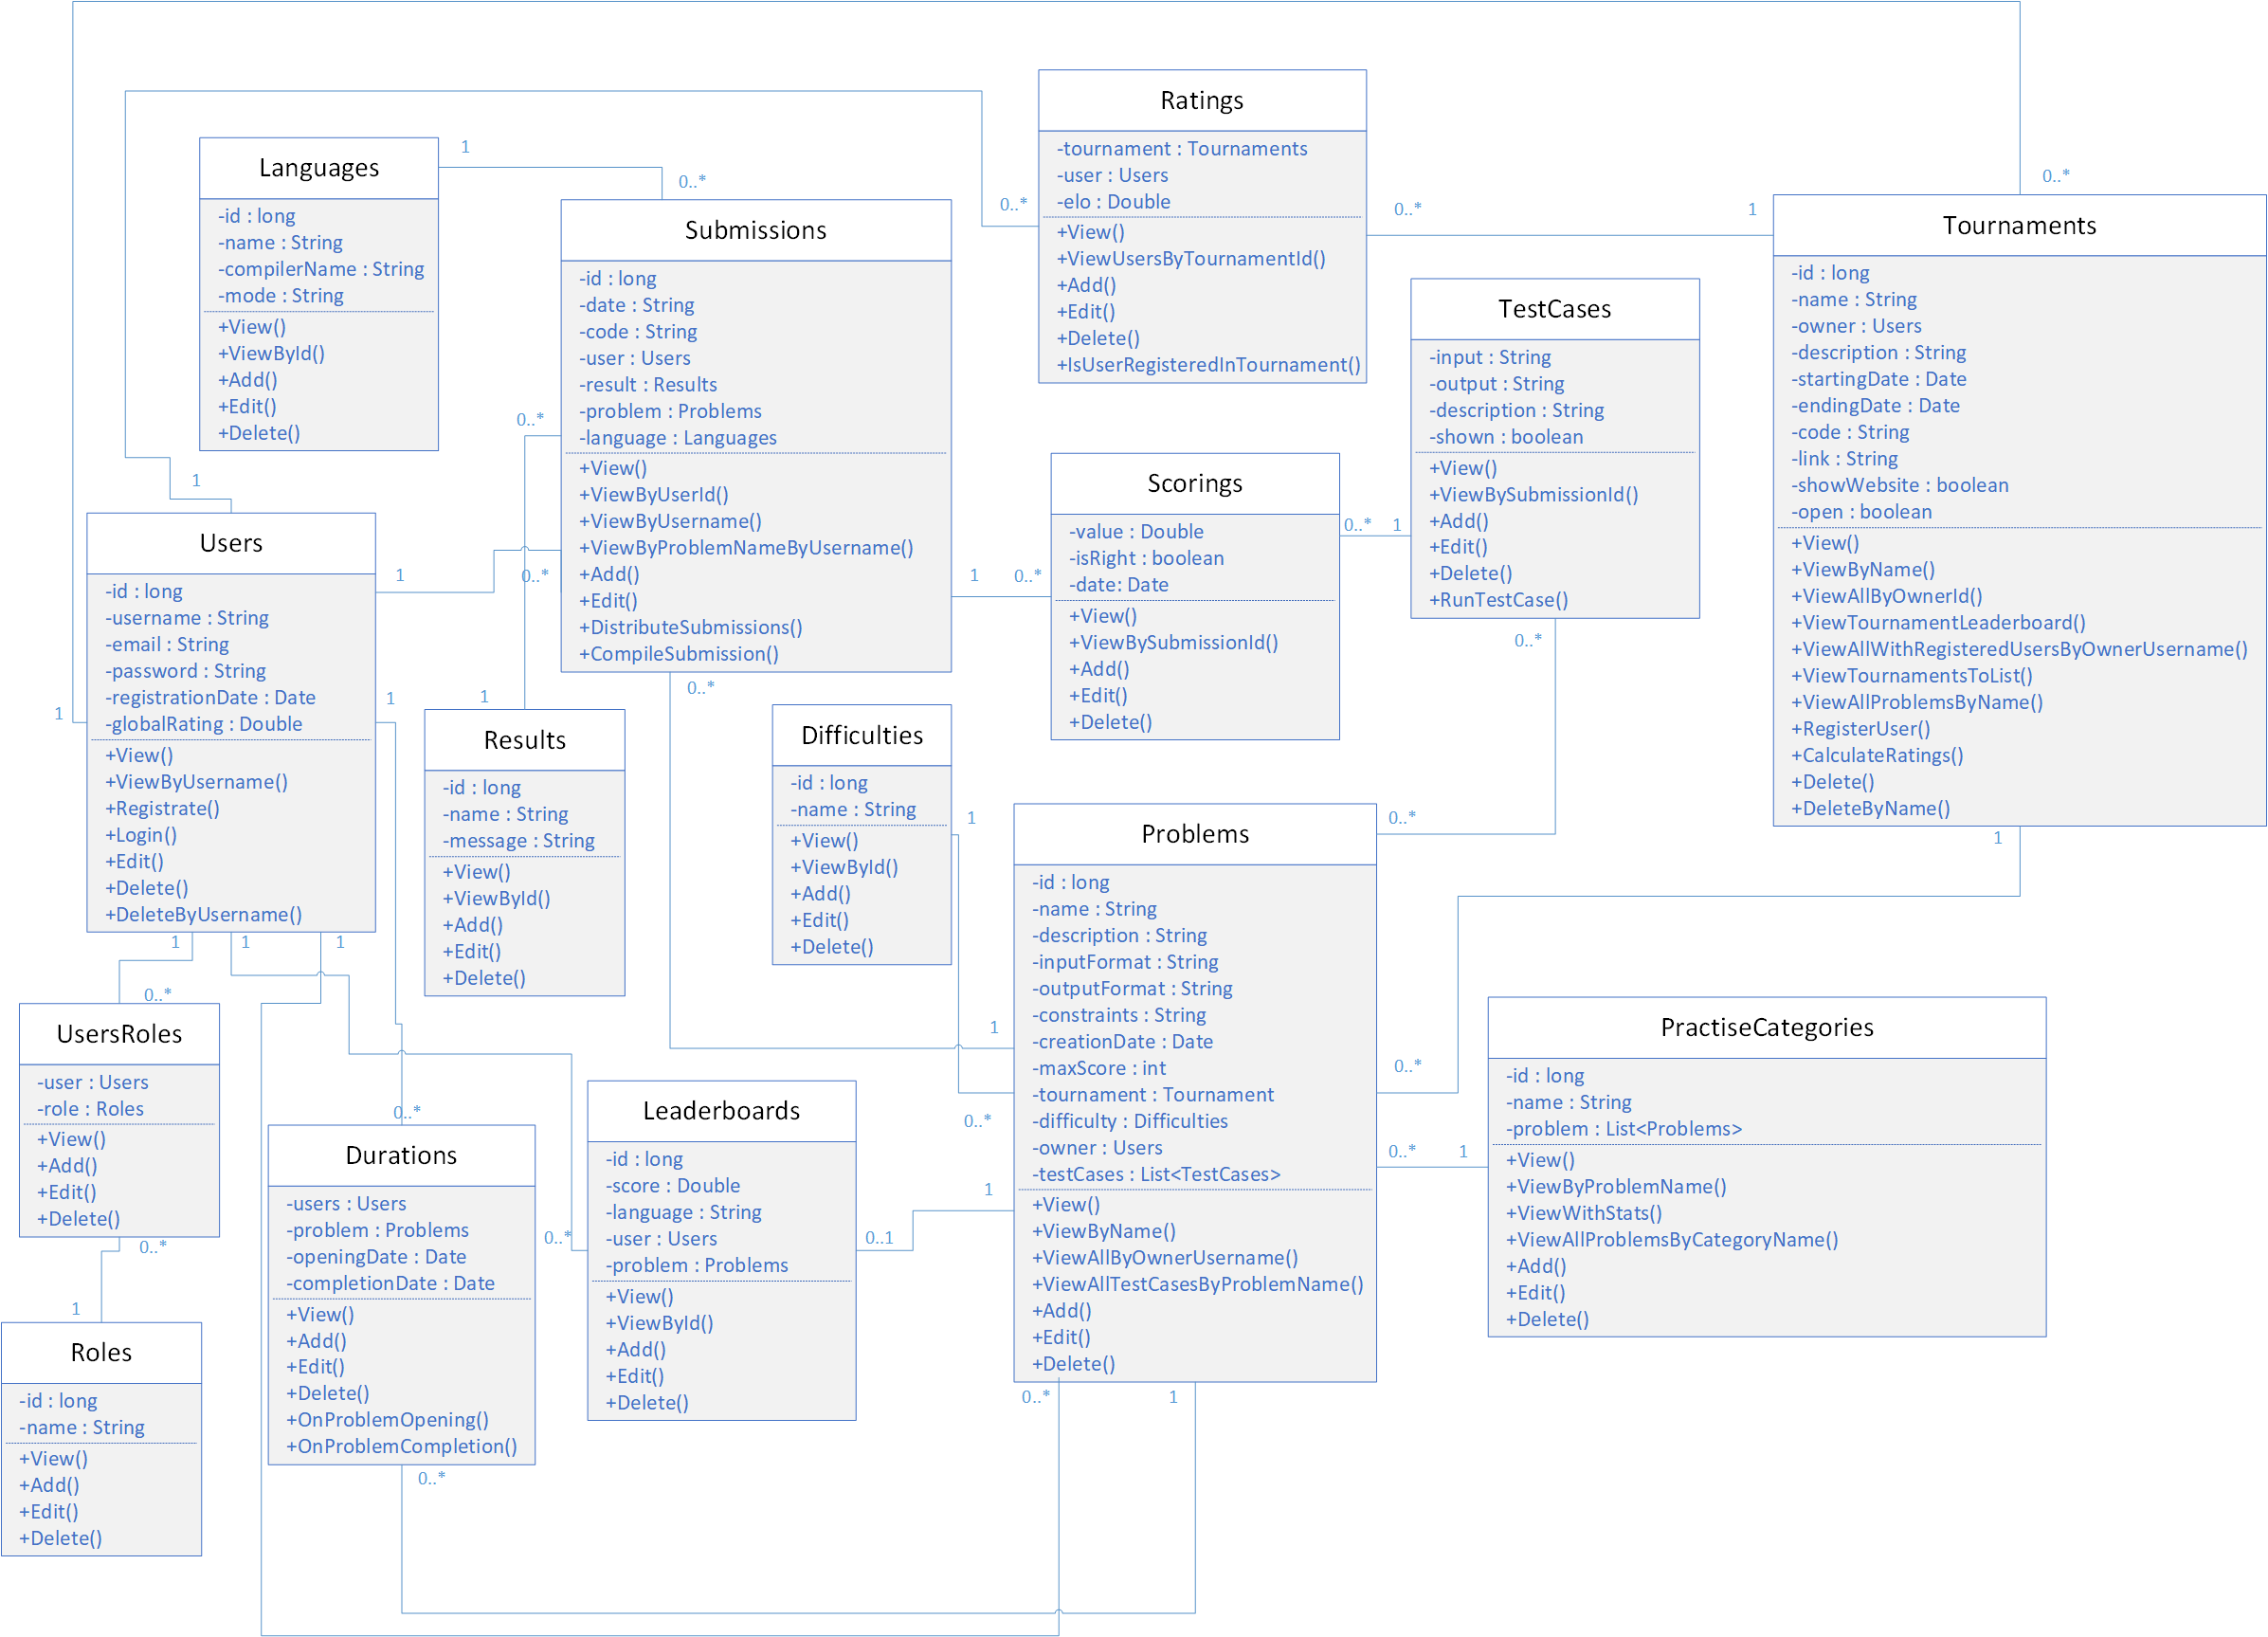 Ratings
-tournament : Tournaments
-user : Users
-elo : Double
+View()
+ViewUsersByTournamentId()
+Add()
+Edit()
+Delete()
+IsUserRegisteredInTournament()
0..*
0..*
1
0..*
Languages
-id : long
-name : String
-compilerName : String
-mode : String
+View()
+ViewById()
+Add()
+Edit()
+Delete()
1
0..*
Submissions
-id : long
-date : String
-code : String
-user : Users
-result : Results
-problem : Problems
-language : Languages
+View()
+ViewByUserId()
+ViewByUsername()
+ViewByProblemNameByUsername()
+Add()
+Edit()
+DistributeSubmissions()
+CompileSubmission()
0..*
0..*
1
0..*
0..*
Tournaments
-id : long
-name : String
-owner : Users
-description : String
-startingDate : Date
-endingDate : Date
-code : String
-link : String
-showWebsite : boolean
-open : boolean
+View()
+ViewByName()
+ViewAllByOwnerId()
+ViewTournamentLeaderboard()
+ViewAllWithRegisteredUsersByOwnerUsername()
+ViewTournamentsToList()
+ViewAllProblemsByName()
+RegisterUser()
+CalculateRatings()
+Delete()
+DeleteByName()
1
TestCases
-input : String
-output : String
-description : String
-shown : boolean
+View()
+ViewBySubmissionId()
+Add()
+Edit()
+Delete()
+RunTestCase()
0..*
Scorings
-value : Double
-isRight : boolean
-date: Date
+View()
+ViewBySubmissionId()
+Add()
+Edit()
+Delete()
0..*
1
1
Users
-id : long
-username : String
-email : String
-password : String
-registrationDate : Date
-globalRating : Double
+View()
+ViewByUsername()
+Registrate()
+Login()
+Edit()
+Delete()
+DeleteByUsername()
1
1
1
1
1
1
1
Results
-id : long
-name : String
-message : String
+View()
+ViewById()
+Add()
+Edit()
+Delete()
Difficulties
-id : long
-name : String
+View()
+ViewById()
+Add()
+Edit()
+Delete()
1
Problems
-id : long
-name : String
-description : String
-inputFormat : String
-outputFormat : String
-constraints : String
-creationDate : Date
-maxScore : int
-tournament : Tournament
-difficulty : Difficulties
-owner : Users
-testCases : List<TestCases>
+View()
+ViewByName()
+ViewAllByOwnerUsername()
+ViewAllTestCasesByProblemName()
+Add()
+Edit()
+Delete()
0..*
1
0..*
0..*
0..*
1
1
0..*
1
PractiseCategories
-id : long
-name : String
-problem : List<Problems>
+View()
+ViewByProblemName()
+ViewWithStats()
+ViewAllProblemsByCategoryName()
+Add()
+Edit()
+Delete()
0..*
UsersRoles
-user : Users
-role : Roles
+View()
+Add()
+Edit()
+Delete()
0..*
1
Roles
-id : long
-name : String
+View()
+Add()
+Edit()
+Delete()
0..*
Durations
-users : Users
-problem : Problems
-openingDate : Date
-completionDate : Date
+View()
+Add()
+Edit()
+Delete()
+OnProblemOpening()
+OnProblemCompletion()
0..*
0..*
Leaderboards
-id : long
-score : Double
-language : String
-user : Users
-problem : Problems
+View()
+ViewById()
+Add()
+Edit()
+Delete()
0..1